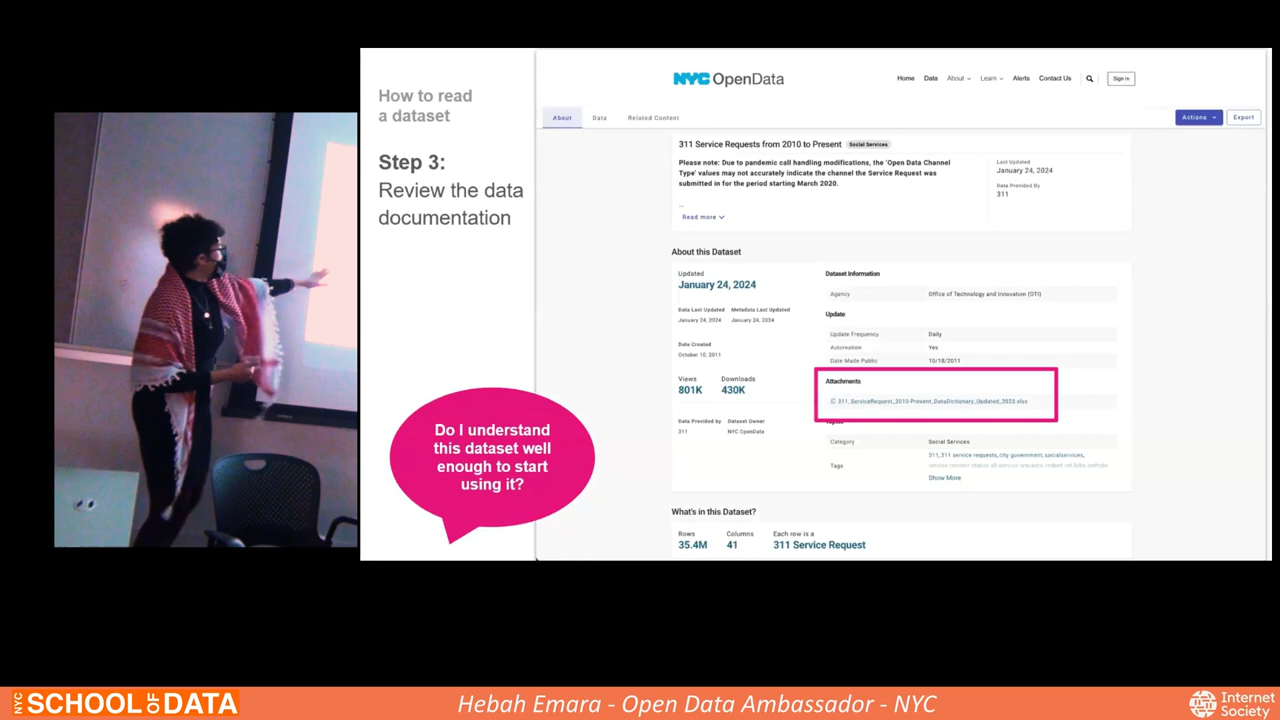 How to read
a dataset
Step 3:
Review the data
documentation
Do I understand
this dataset well
enough to start
using it?
NYC OpenData
Home Data About Learn Alerts Contact Us Sign In
About Data Related Content Actions Export
311 Service Requests from 2010 to Present Social Services
Please note: Due to pandemic call handling modifications, the 'Open Data Channel
Type' values may not accurately indicate the channel the Service Request was
submitted in for the period starting March 2020.
...
Read more
Last Updated
January 24, 2024
Data Provided By
311
About this Dataset
Updated
January 24, 2024
Data Last Updated Metadata Last Updated
January 24, 2024 January 24, 2024
Date Created
October 10, 2011
Views Downloads
801K 430K
Data Provided by Dataset Owner
311 NYC OpenData
Dataset Information
Agency Office of Technology and Innovation (OTI)
Update
Update Frequency Daily
Automation Yes
Date Made Public 10/18/2011
Attachments
311_ServiceRequest_2010-Present_DataDictionary_Updated_2023.xlsx
Topics
Category Social Services
Tags 311, 311 service requests, city government, socialservices,
Show More
What's in this Dataset?
Rows Columns Each row is a
35.4M 41 311 Service Request
NYC SCHOOL OF DATA
Hebah Emara - Open Data Ambassador - NYC
Internet
Society